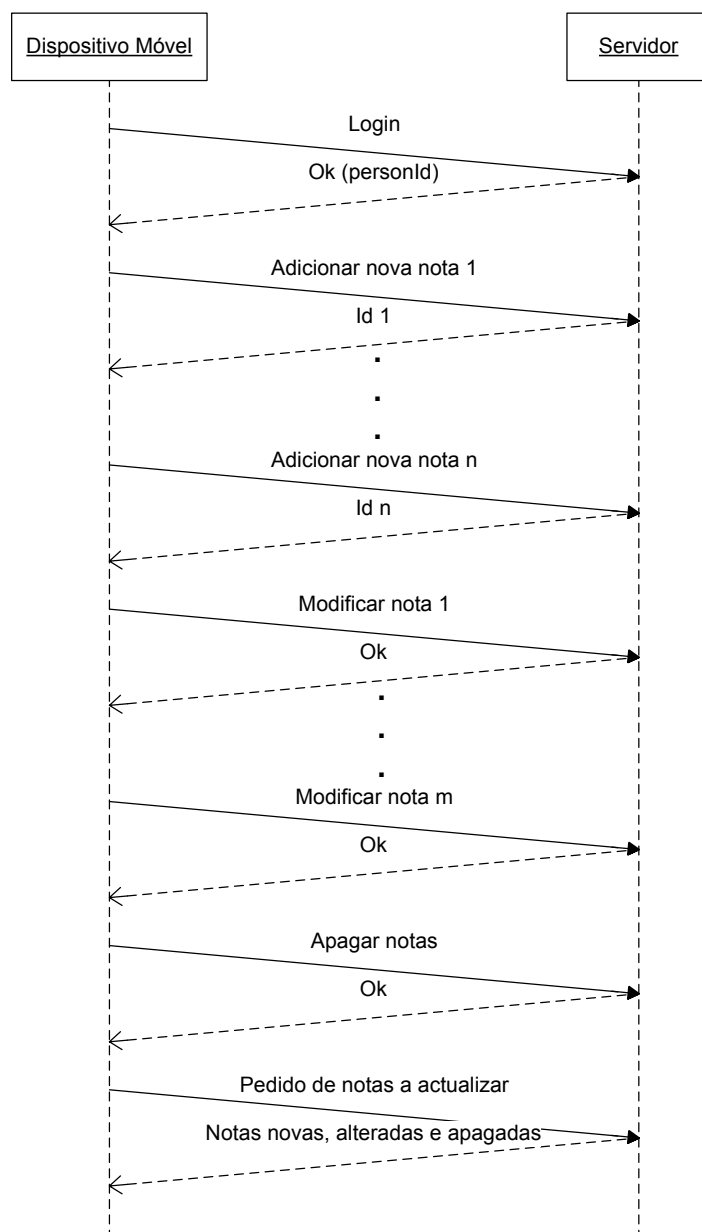 Dispositivo Móvel
Servidor
Login
Ok (personId)
Adicionar nova nota 1
Id 1
.
.
.
Adicionar nova nota n
Id n
Modificar nota 1
Ok
.
.
.
Modificar nota m
Ok
Apagar notas
Ok
Pedido de notas a actualizar
Notas novas, alteradas e apagadas